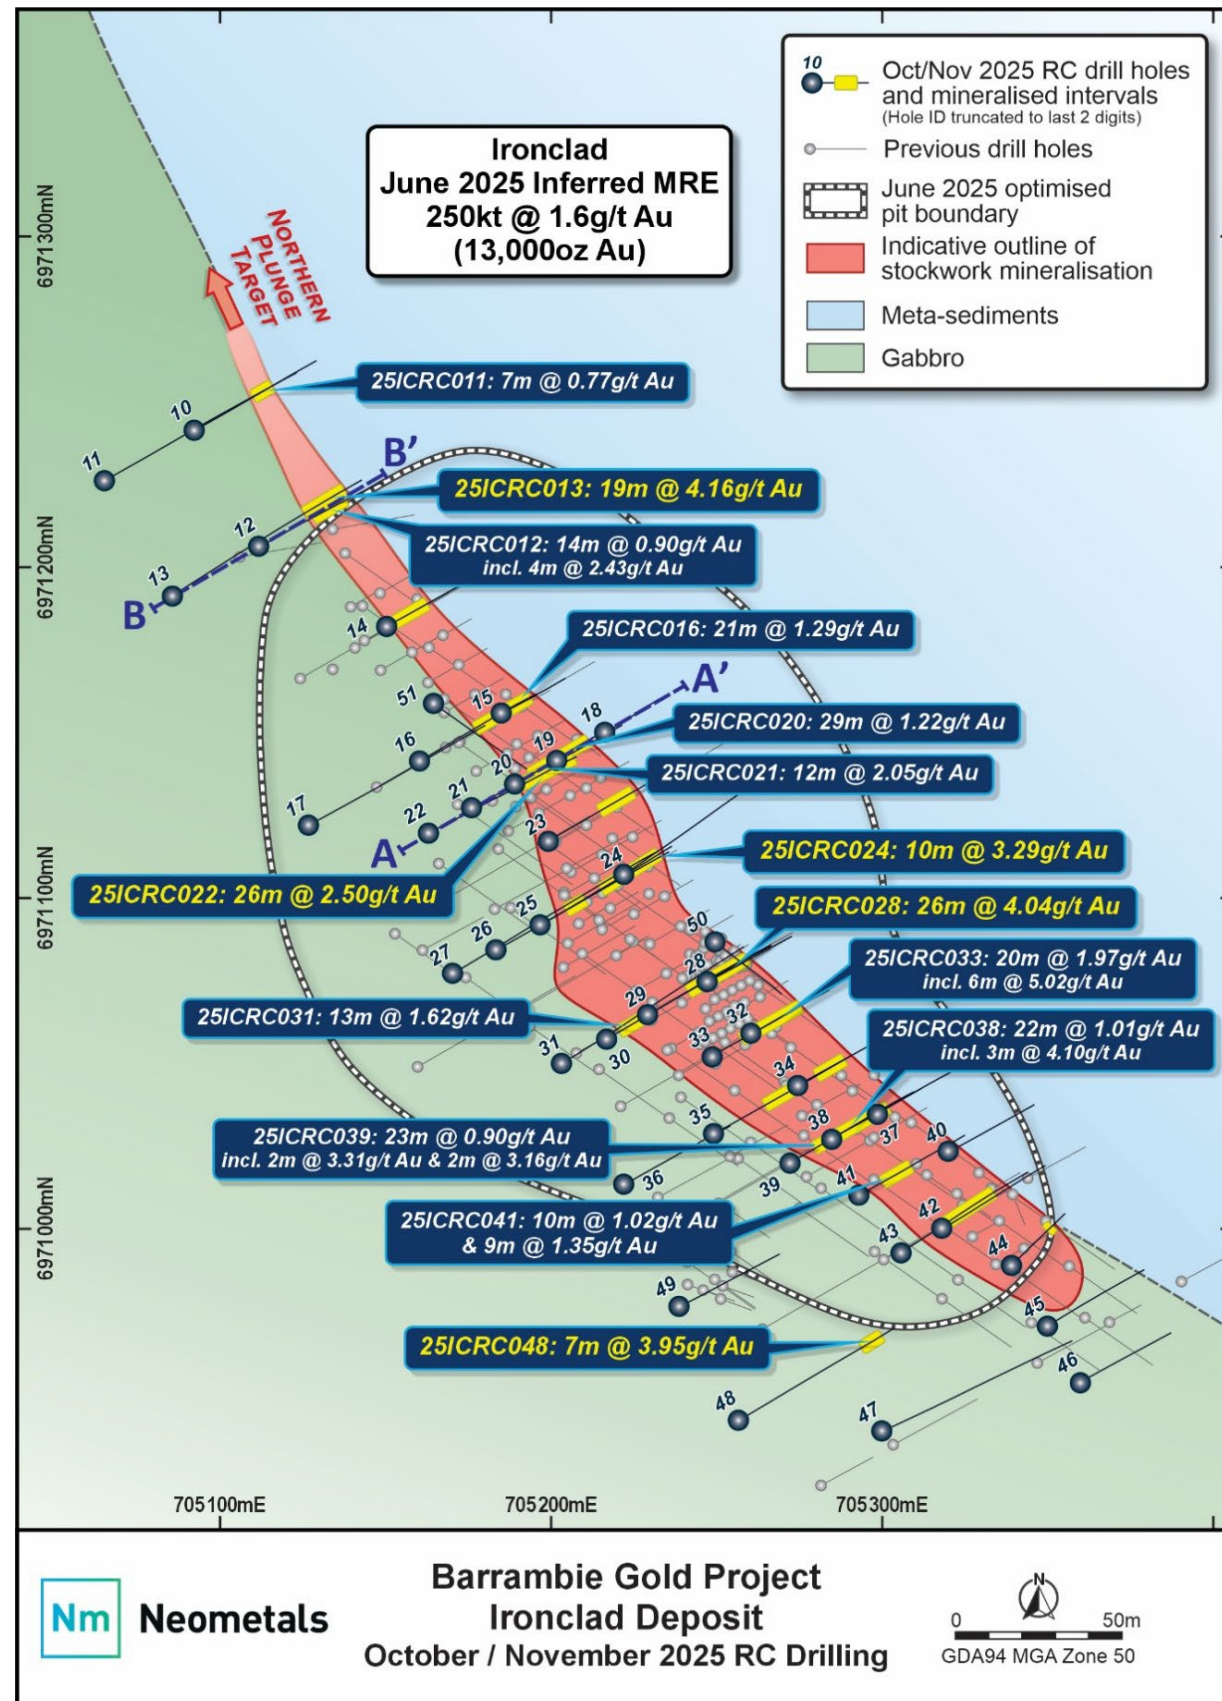 10
Oct/Nov 2025 RC drill holes
and mineralised intervals
(Hole ID truncated to last 2 digits)
Previous drill holes
June 2025 optimised
pit boundary
Indicative outline of
stockwork mineralisation
Meta-sediments
Gabbro
Ironclad
June 2025 Inferred MRE
250kt @ 1.6g/t Au
(13,000oz Au)
6971300mN
NORTHERN
PLUNGE
TARGET
25ICRC011: 7m @ 0.77g/t Au
10
11
B'
25ICRC013: 19m @ 4.16g/t Au
12
25ICRC012: 14m @ 0.90g/t Au
incl. 4m @ 2.43g/t Au
6971200mN
13
B
14
25ICRC016: 21m @ 1.29g/t Au
A'
51
15
18
25ICRC020: 29m @ 1.22g/t Au
16
19
20
25ICRC021: 12m @ 2.05g/t Au
17
21
22
23
A
24
25ICRC024: 10m @ 3.29g/t Au
25ICRC022: 26m @ 2.50g/t Au
6971100mN
25
25ICRC028: 26m @ 4.04g/t Au
26
50
27
28
25ICRC033: 20m @ 1.97g/t Au
incl. 6m @ 5.02g/t Au
29
25ICRC031: 13m @ 1.62g/t Au
32
33
31
30
25ICRC038: 22m @ 1.01g/t Au
incl. 3m @ 4.10g/t Au
34
35
38
37
40
25ICRC039: 23m @ 0.90g/t Au
incl. 2m @ 3.31g/t Au & 2m @ 3.16g/t Au
36
39
41
25ICRC041: 10m @ 1.02g/t Au
& 9m @ 1.35g/t Au
42
43
44
6971000mN
49
45
25ICRC048: 7m @ 3.95g/t Au
46
48
47
705100mE
705200mE
705300mE
Nm
Neometals
Barrambie Gold Project
Ironclad Deposit
October / November 2025 RC Drilling
N
0
50m
GDA94 MGA Zone 50